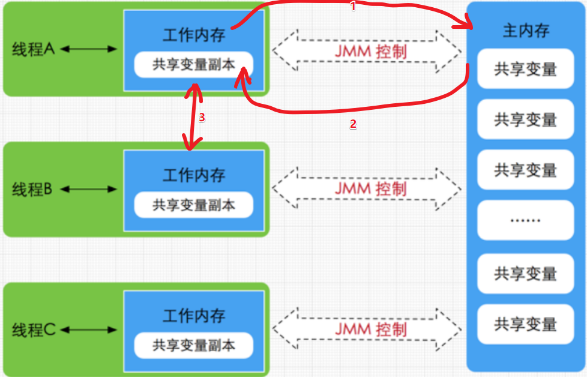 1
线程A
工作内存
共享变量副本
JMM 控制
主内存
共享变量
2
3
共享变量
线程B
工作内存
共享变量副本
JMM 控制
共享变量
……
线程C
工作内存
共享变量副本
JMM 控制
共享变量
共享变量